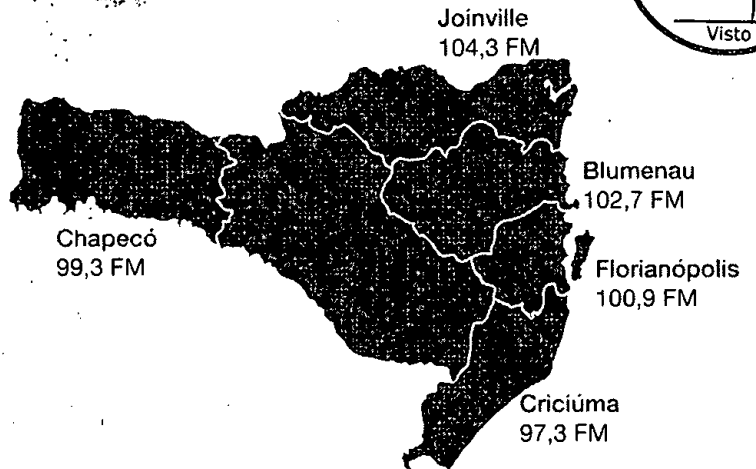 Joinville
104,3 FM
Visto
Blumenau
102,7 FM
Chapecó
99,3 FM
Florianópolis
100,9 FM
Criciúma
97,3 FM